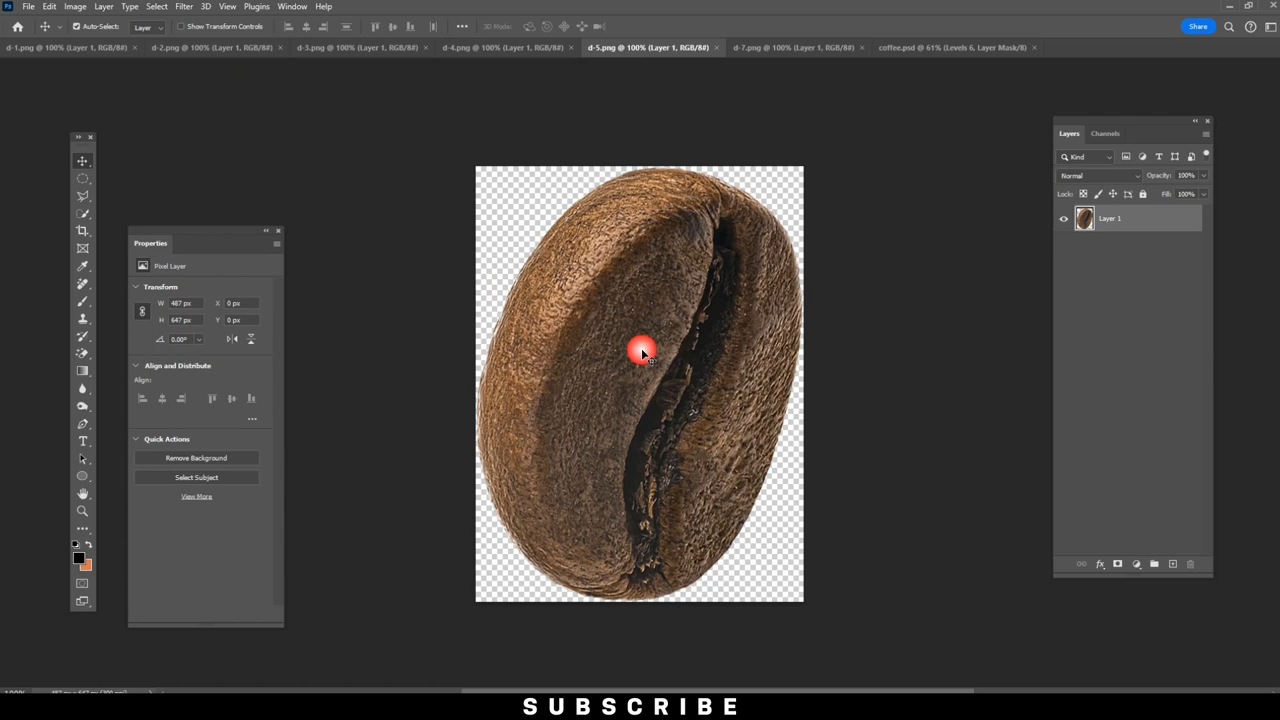 Ps File Edit Image Layer Type Select Filter 3D View Plugins Window Help
Auto-Select: Layer Show Transform Controls 3D Mode: Share
d-1.png @ 100% (Layer 1, RGB/8#) × d-2.png @ 100% (Layer 1, RGB/8#) × d-3.png @ 100% (Layer 1, RGB/8#) × d-4.png @ 100% (Layer 1, RGB/8#) × d-5.png @ 100% (Layer 1, RGB/8#) × d-7.png @ 100% (Layer 1, RGB/8#) × coffee.psd @ 61% (Levels 6, Layer Mask/8) ×
Properties
Pixel Layer
Transform
W 487 px X 0 px
H 647 px Y 0 px
0.00°
Align and Distribute
Align:
Quick Actions
Remove Background
Select Subject
View More
Layers Channels
Kind
Normal Opacity: 100%
Lock: Fill: 100%
Layer 1
SUBSCRIBE